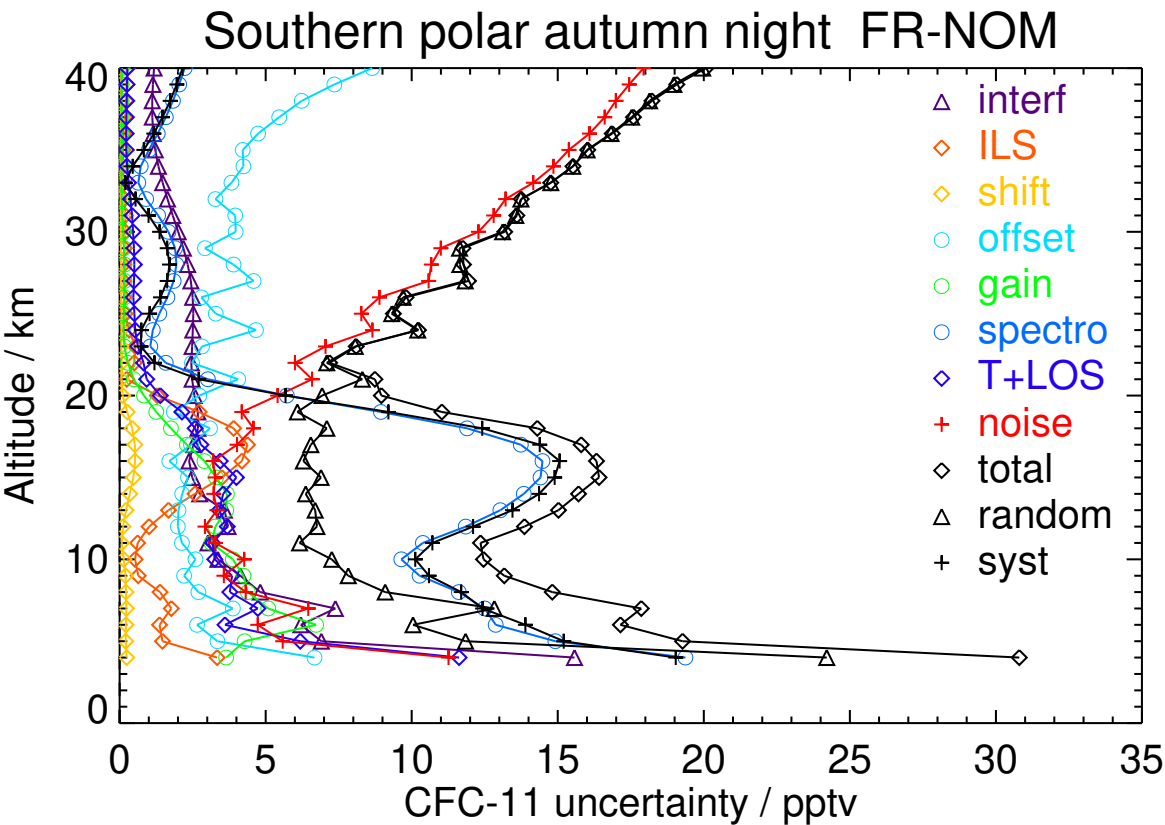 Southern polar autumn night FR-NOM
40
30
20
10
0
Altitude / km
interf
ILS
shift
offset
gain
spectro
T+LOS
noise
total
random
syst
0 5 10 15 20 25 30 35
CFC-11 uncertainty / pptv